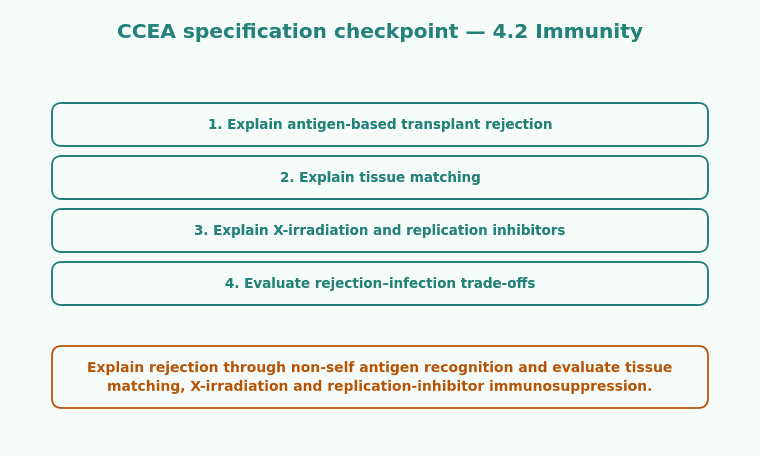 CCEA specification checkpoint — 4.2 Immunity
1. Explain antigen-based transplant rejection
2. Explain tissue matching
3. Explain X-irradiation and replication inhibitors
4. Evaluate rejection–infection trade-offs
Explain rejection through non-self antigen recognition and evaluate tissue
matching, X-irradiation and replication-inhibitor immunosuppression.